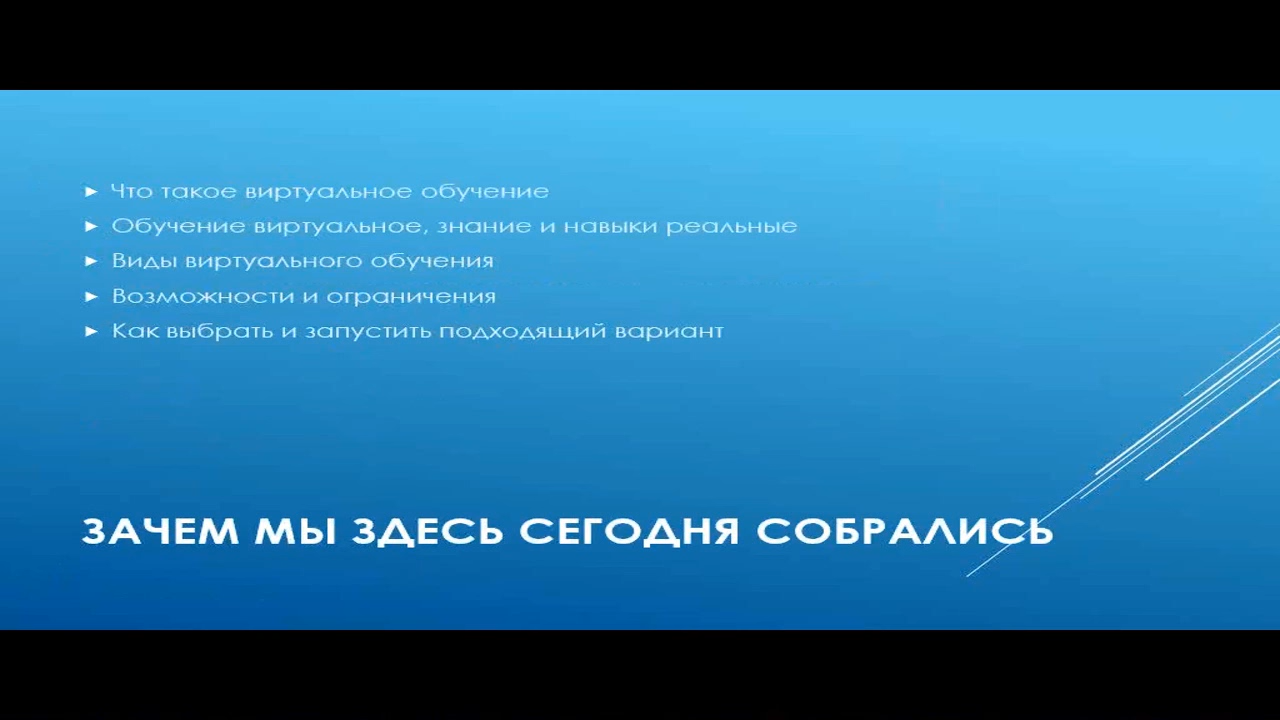 Что такое виртуальное обучение
Обучение виртуальное, знание и навыки реальные
Виды виртуального обучения
Возможности и ограничения
Как выбрать и запустить подходящий вариант
ЗАЧЕМ МЫ ЗДЕСЬ СЕГОДНЯ СОБРАЛИСЬ